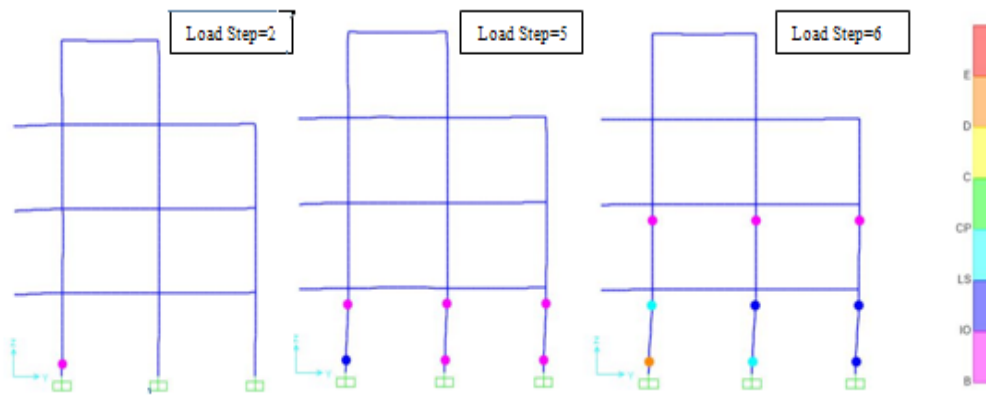 Load Step=2
Load Step=5
Load Step=6
E
D
C
CP
LS
IO
B
Z
Y
Z
Y
Z
Y